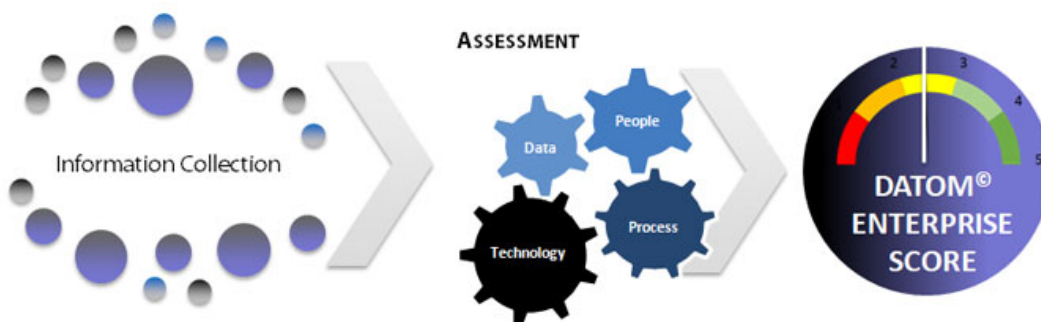 Information Collection
ASSESSMENT
Data
People
Technology
Process
1
2
3
4
5
DATOM©
ENTERPRISE
SCORE